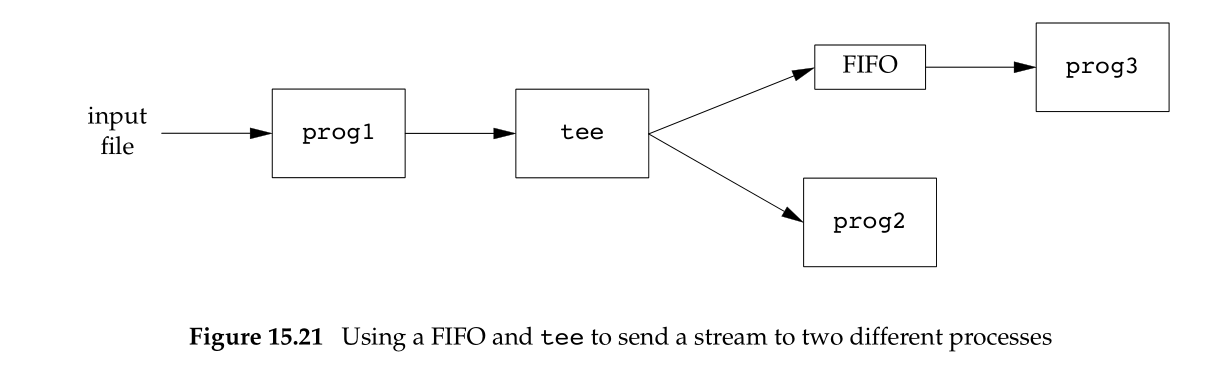 input
file
prog1
tee
FIFO
prog3
prog2
Figure 15.21 Using a FIFO and tee to send a stream to two different processes